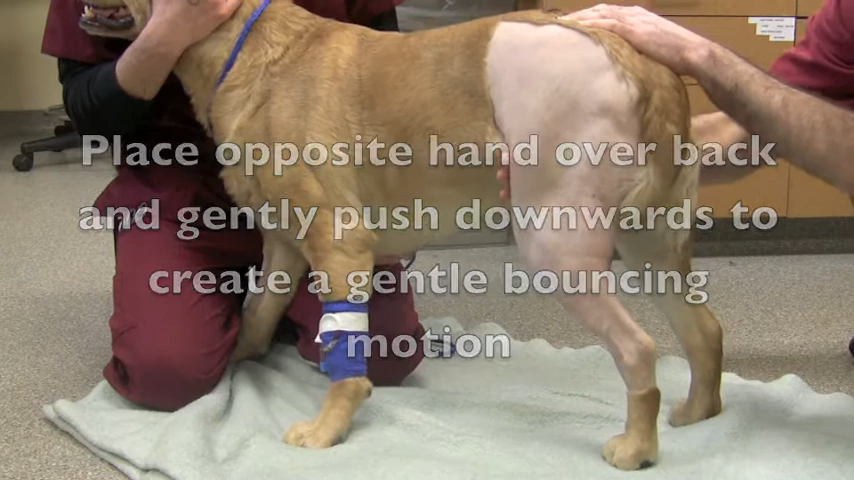 Place opposite hand over back
and gently push downwards to
create a gentle bouncing
motion